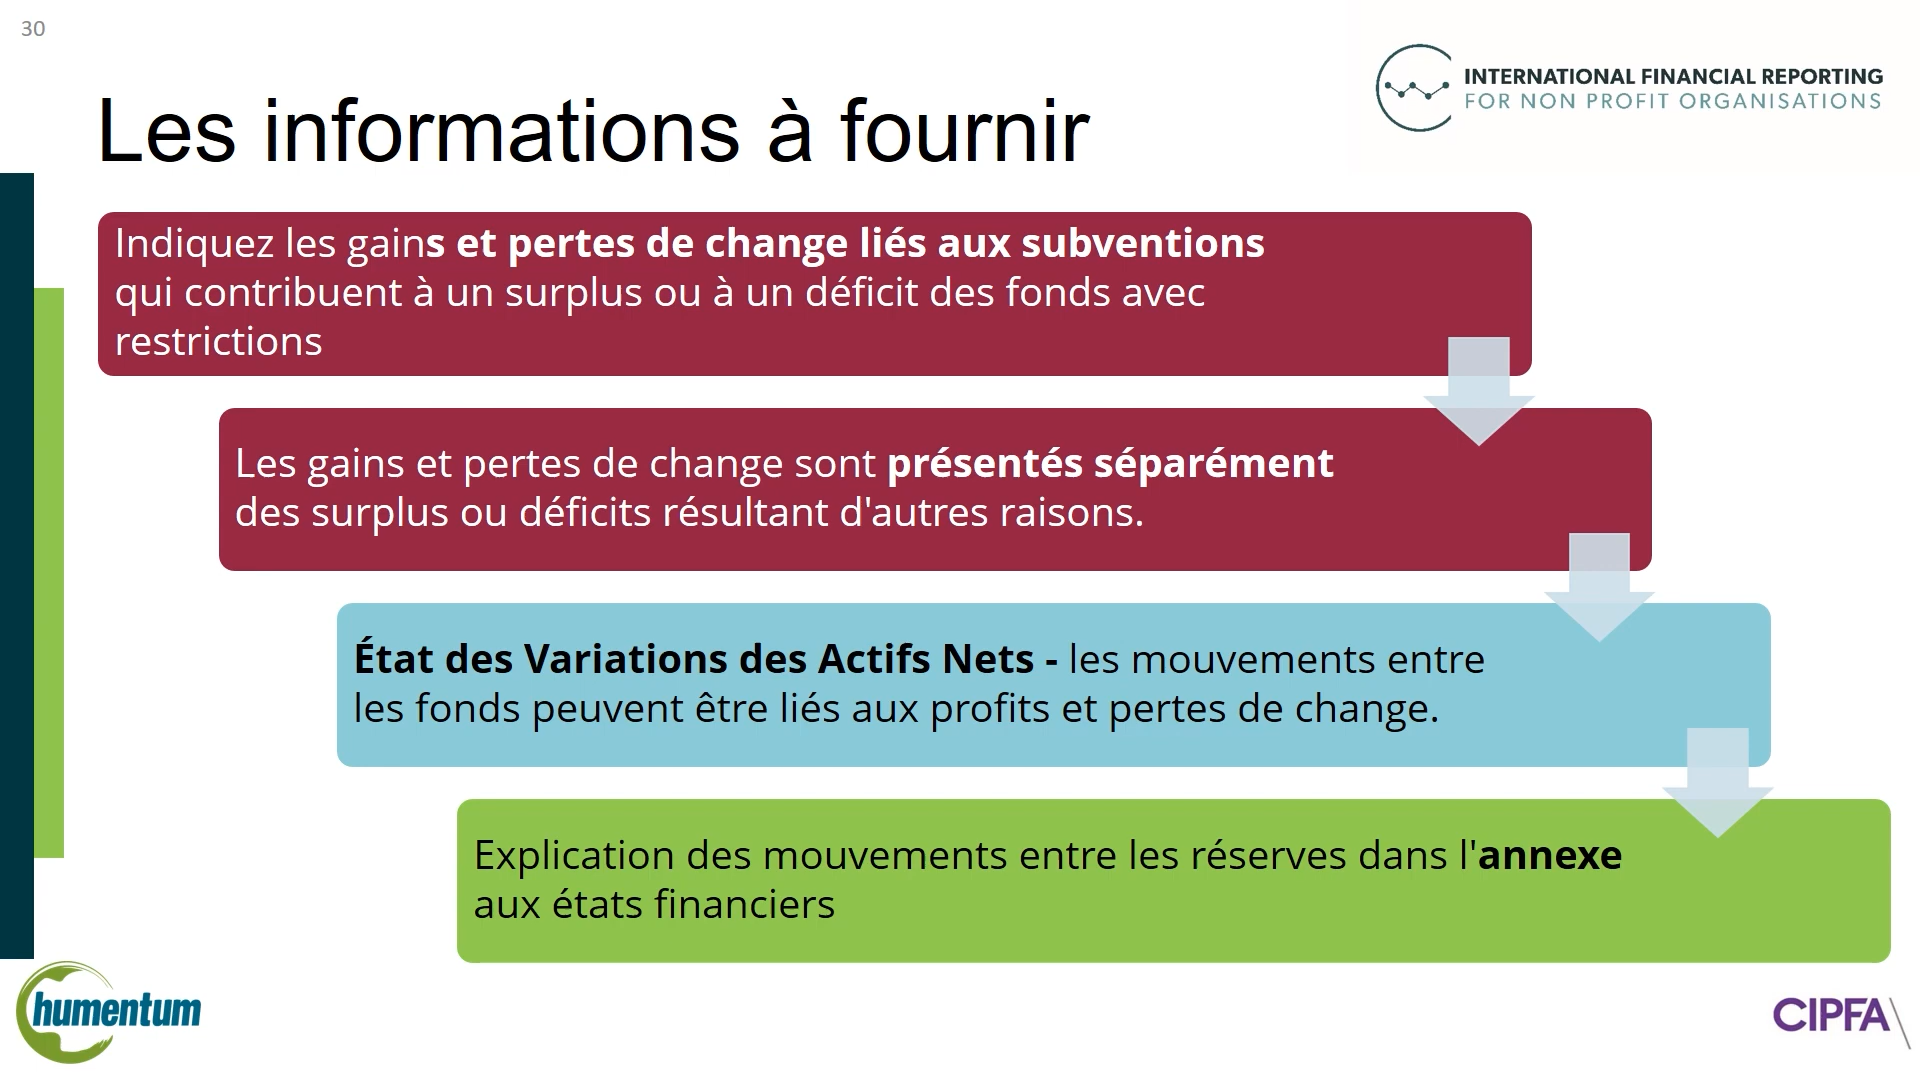 30
INTERNATIONAL FINANCIAL REPORTING
FOR NON PROFIT ORGANISATIONS
Les informations à fournir
Indiquez les gains et pertes de change liés aux subventions
qui contribuent à un surplus ou à un déficit des fonds avec
restrictions
Les gains et pertes de change sont présentés séparément
des surplus ou déficits résultant d'autres raisons.
État des Variations des Actifs Nets - les mouvements entre
les fonds peuvent être liés aux profits et pertes de change.
Explication des mouvements entre les réserves dans l'annexe
aux états financiers
humentum
CIPFA